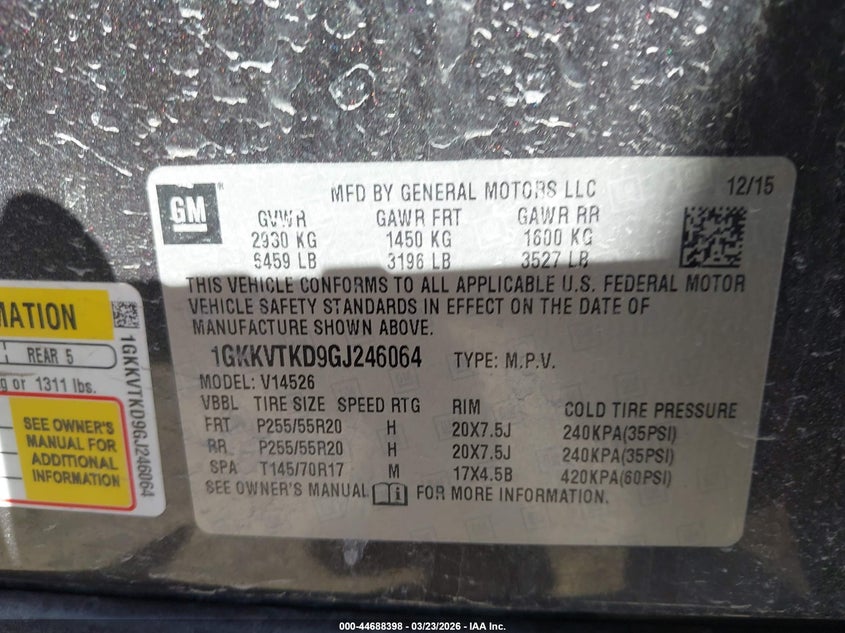 GM
MFD BY GENERAL MOTORS LLC 12/15
GVWR GAWR FRT GAWR RR
2930 KG 1450 KG 1600 KG
6459 LB 3196 LB 3527 LB
THIS VEHICLE CONFORMS TO ALL APPLICABLE U.S. FEDERAL MOTOR
VEHICLE SAFETY STANDARDS IN EFFECT ON THE DATE OF
MANUFACTURE SHOWN ABOVE.
1GKKVTKD9GJ246064 TYPE: M.P.V.
MODEL: V14526
VBBL TIRE SIZE SPEED RTG RIM COLD TIRE PRESSURE
FRT P255/55R20 H 20X7.5J 240KPA(35PSI)
RR P255/55R20 H 20X7.5J 240KPA(35PSI)
SPA T145/70R17 M 17X4.5B 420KPA(60PSI)
SEE OWNER'S MANUAL FOR MORE INFORMATION.
MATION
REAR 5
g or 1311 lbs.
SEE OWNER'S
MANUAL FOR
ADDITIONAL
INFORMATION
1GKKVTKD9GJ246064
000-44688398 - 03/23/2026 - IAA Inc.